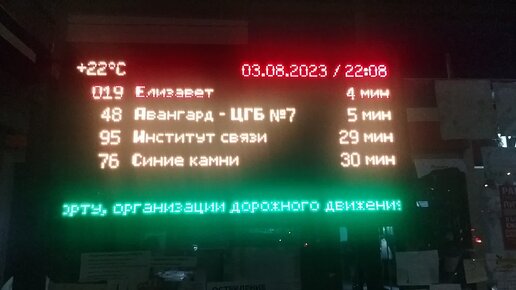 +22°C 03.08.2023 / 22:08
019 Елизавет 4 мин
48 Авангард - ЦГБ №7 5 мин
95 Институт связи 29 мин
76 Синие камни 30 мин
орту, организации дорожного движения